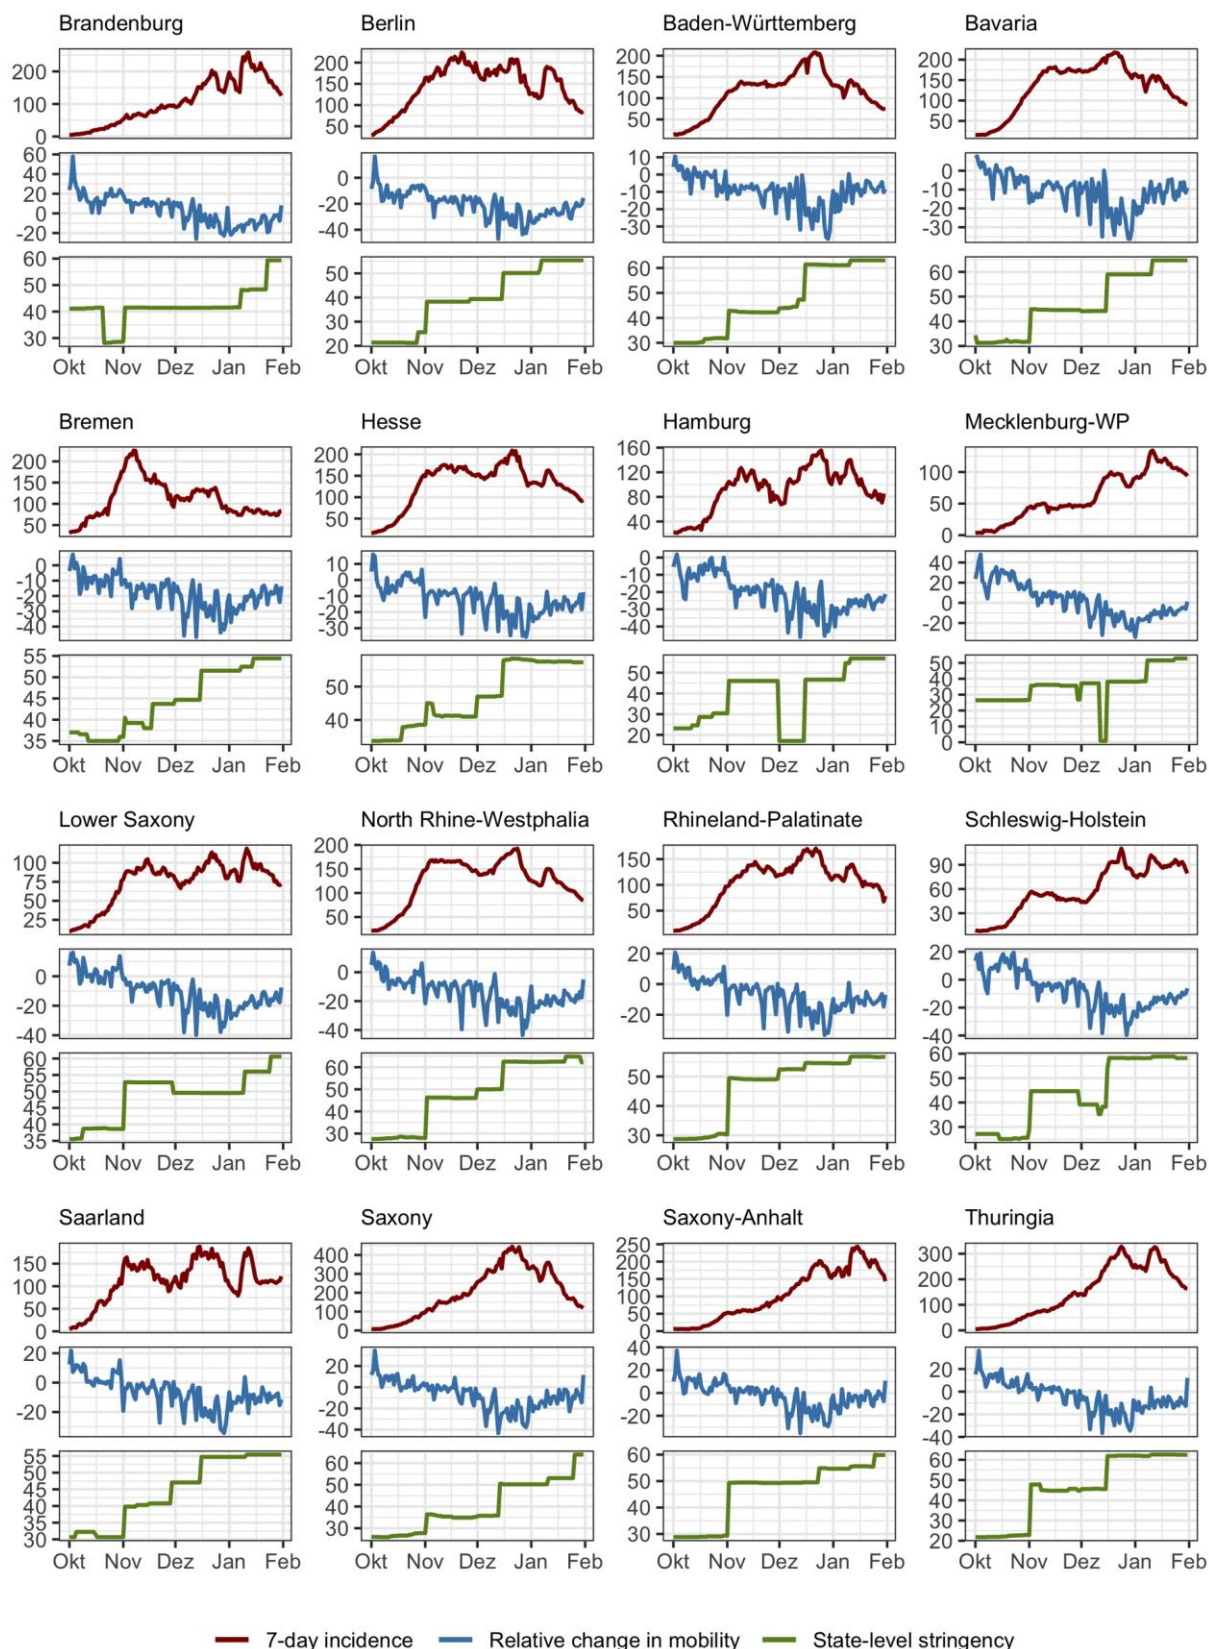 Brandenburg Berlin Baden-Württemberg Bavaria
200 100 0 200 150 100 50 200 150 100 50 200 150 100 50
60 40 20 0 -20 0 -20 -40 10 0 -10 -20 -30 0 -10 -20 -30
60 50 40 30 50 40 30 20 60 50 40 30 60 50 40 30
Okt Nov Dez Jan Feb Okt Nov Dez Jan Feb Okt Nov Dez Jan Feb Okt Nov Dez Jan Feb
Bremen Hesse Hamburg Mecklenburg-WP
200 150 100 50 200 150 100 50 160 120 80 40 100 50 0
0 -10 -20 -30 -40 10 0 -10 -20 -30 0 -10 -20 -30 -40 40 20 0 -20
55 50 45 40 35 50 40 50 40 30 20 50 40 30 20 10 0
Okt Nov Dez Jan Feb Okt Nov Dez Jan Feb Okt Nov Dez Jan Feb Okt Nov Dez Jan Feb
Lower Saxony North Rhine-Westphalia Rhineland-Palatinate Schleswig-Holstein
100 75 50 25 200 150 100 50 150 100 50 90 60 30
0 -20 -40 0 -20 -40 20 0 -20 20 0 -20 -40
60 55 50 45 40 35 60 50 40 30 50 40 30 60 50 40 30
Okt Nov Dez Jan Feb Okt Nov Dez Jan Feb Okt Nov Dez Jan Feb Okt Nov Dez Jan Feb
Saarland Saxony Saxony-Anhalt Thuringia
150 100 50 0 400 300 200 100 0 250 200 150 100 50 0 300 200 100 0
20 0 -20 20 0 -20 -40 40 20 0 -20 20 0 -20 -40
55 50 45 40 35 30 60 50 40 30 60 50 40 30 60 50 40 30 20
Okt Nov Dez Jan Feb Okt Nov Dez Jan Feb Okt Nov Dez Jan Feb Okt Nov Dez Jan Feb
7-day incidence Relative change in mobility State-level stringency